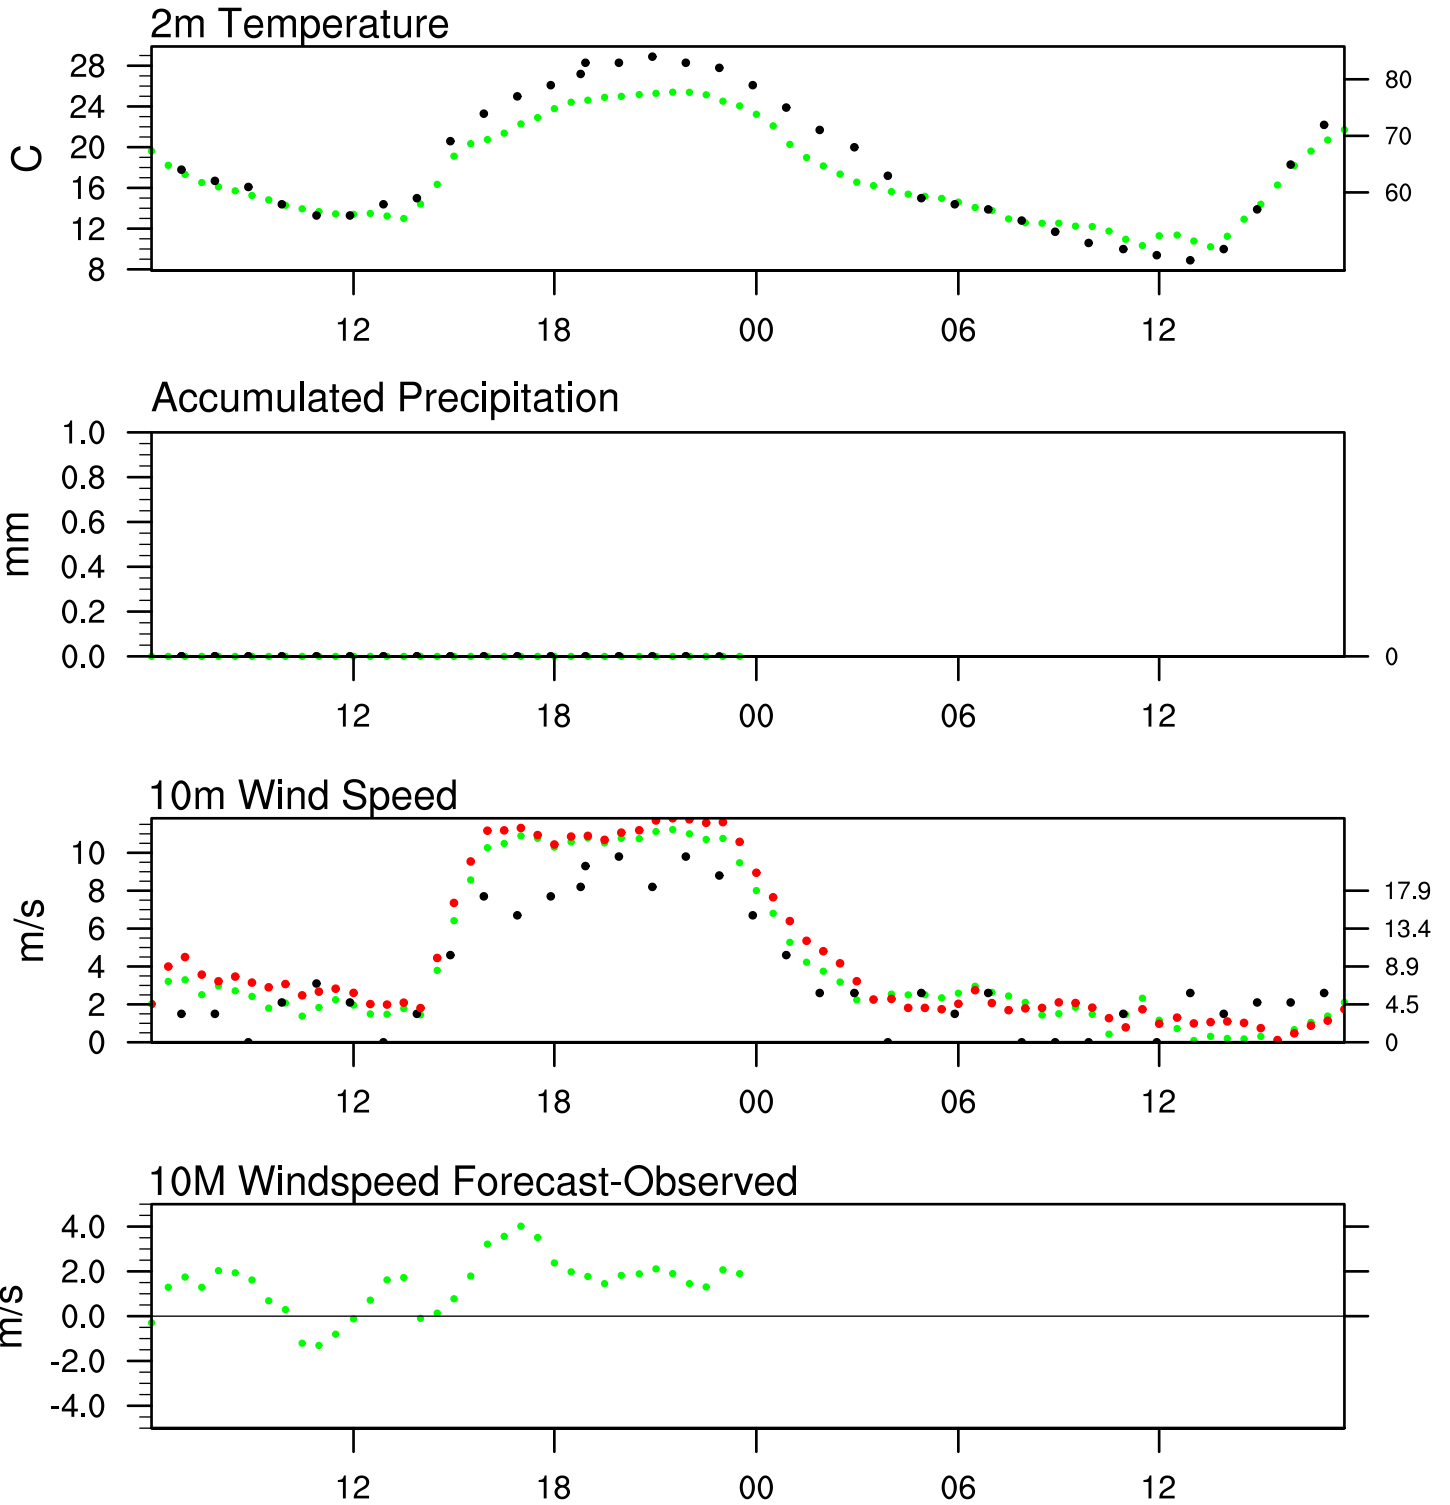 2m Temperature
28
24
20
16
12
8
C
80
70
60
12 18 00 06 12
Accumulated Precipitation
1.0
0.8
0.6
0.4
0.2
0.0
mm
0
12 18 00 06 12
10m Wind Speed
10
8
6
4
2
0
m/s
17.9
13.4
8.9
4.5
0
12 18 00 06 12
10M Windspeed Forecast-Observed
4.0
2.0
0.0
-2.0
-4.0
m/s
12 18 00 06 12